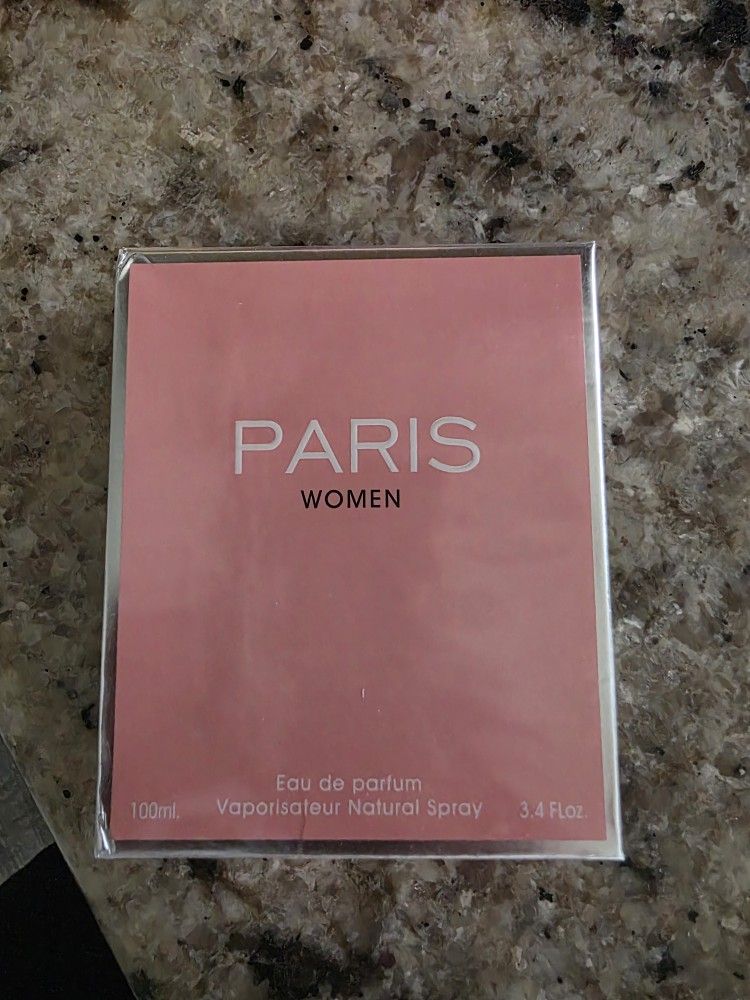 PARIS
WOMEN
Eau de parfum
100ml. Vaporisateur Natural Spray 3.4 FLoz.